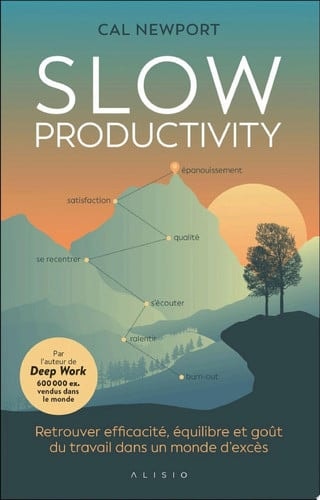 CAL NEWPORT
SLOW
PRODUCTIVITY
épanouissement
satisfaction
qualité
se recentrer
s'écouter
ralentir
burn-out
Par
l'auteur de
Deep Work
600 000 ex.
vendus dans
le monde
Retrouver efficacité, équilibre et goût
du travail dans un monde d'excès
ALISIO